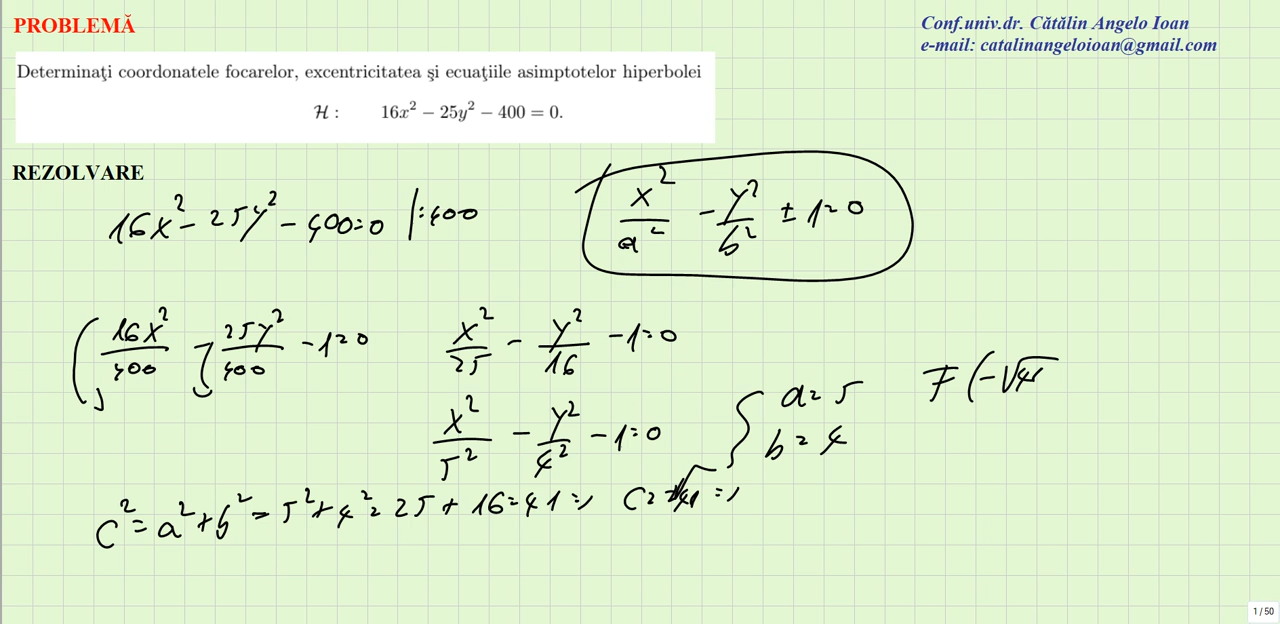 PROBLEMĂ
Conf.univ.dr. Cătălin Angelo Ioan
e-mail: catalinangeloioan@gmail.com
Determinaţi coordonatele focarelor, excentricitatea şi ecuaţiile asimptotelor hiperbolei
H : 16x² − 25y² − 400 = 0.
REZOLVARE
16x² - 25y² - 400=0 |:400
x²/a² - y²/b² ± 1=0
16x²/400 - 25y²/400 - 1=0
x²/25 - y²/16 - 1=0
x²/5² - y²/4² - 1=0
{ a=5
b=4
F(-√41
c² = a²+b² = 5²+4² = 25+16=41 => c=√41 =>
1 / 50